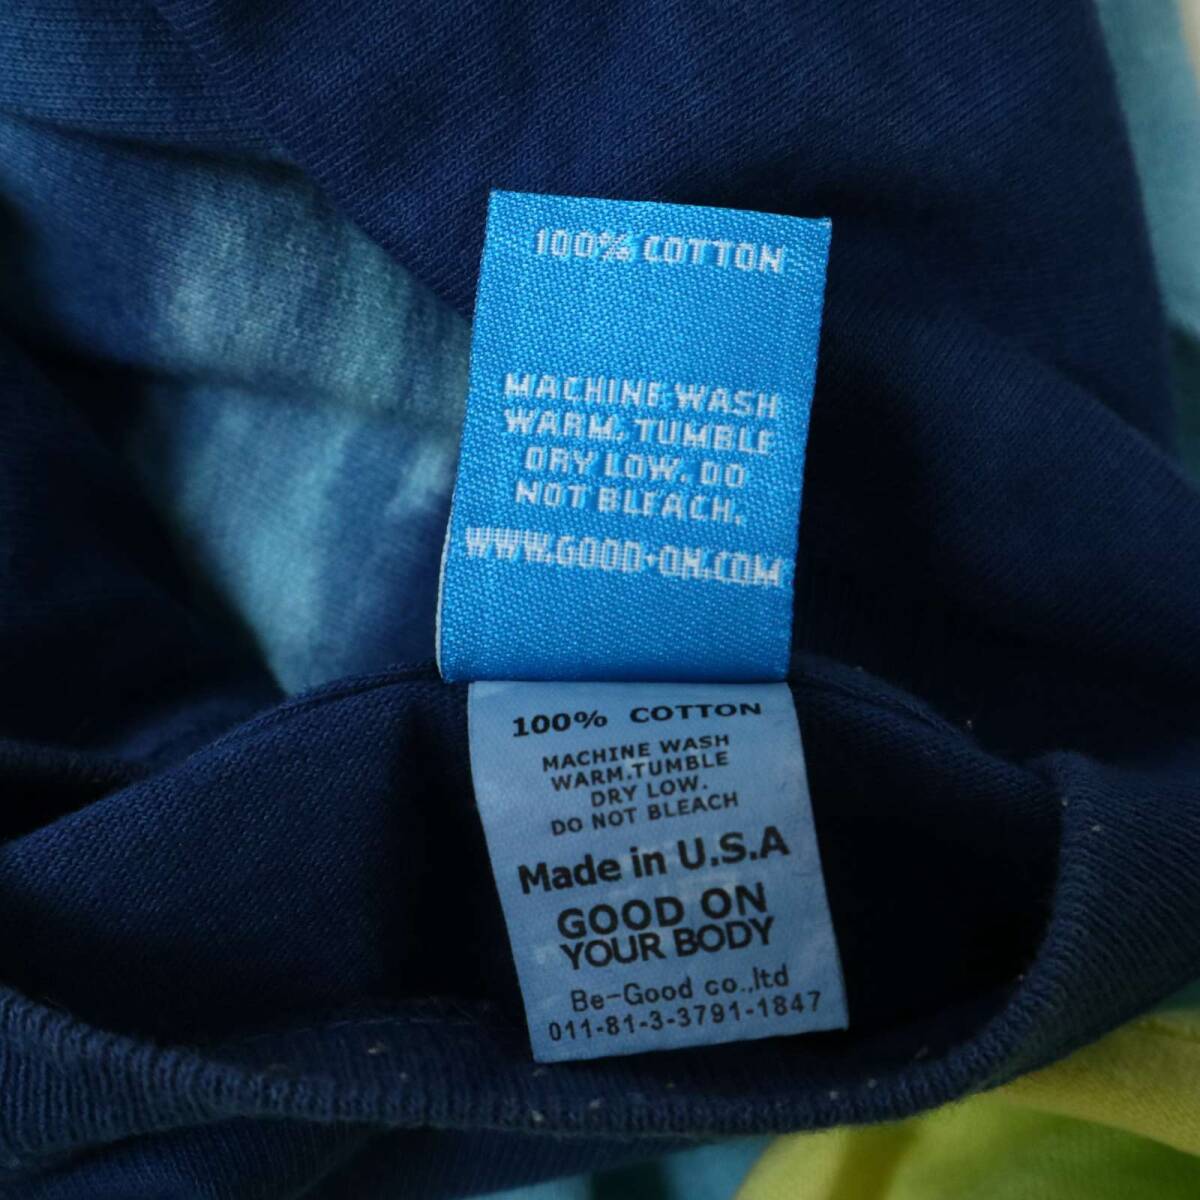 100% COTTON
MACHINE WASH
WARM. TUMBLE
DRY LOW. DO
NOT BLEACH.
WWW.GOOD-ON.COM
100% COTTON
MACHINE WASH
WARM.TUMBLE
DRY LOW.
DO NOT BLEACH
Made in U.S.A
GOOD ON
YOUR BODY
Be-Good co.,ltd
011-81-3-3791-1847